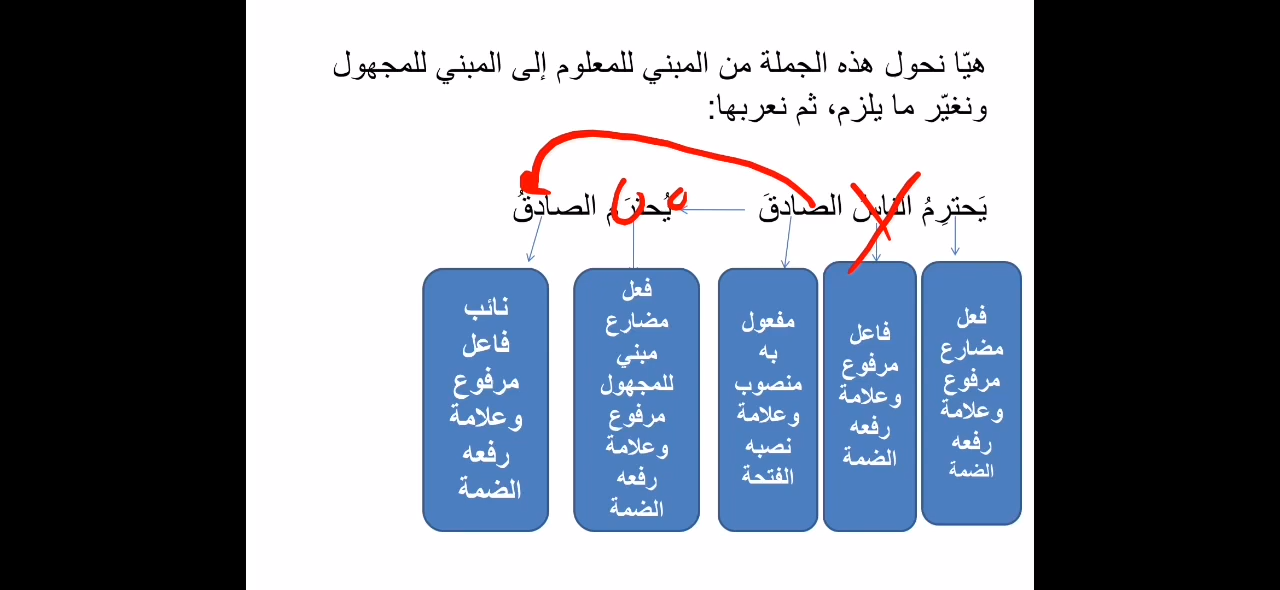 هيّا نحول هذه الجملة من المبني للمعلوم إلى المبني للمجهول
ونغيّر ما يلزم، ثم نعربها:
يَحترِمُ الناسُ الصادقَ يُحترَم الصادقُ
فعل
مضارع
مرفوع
وعلامة
رفعه
الضمة
فاعل
مرفوع
وعلامة
رفعه
الضمة
مفعول
به
منصوب
وعلامة
نصبه
الفتحة
فعل
مضارع
مبني
للمجهول
مرفوع
وعلامة
رفعه
الضمة
نائب
فاعل
مرفوع
وعلامة
رفعه
الضمة